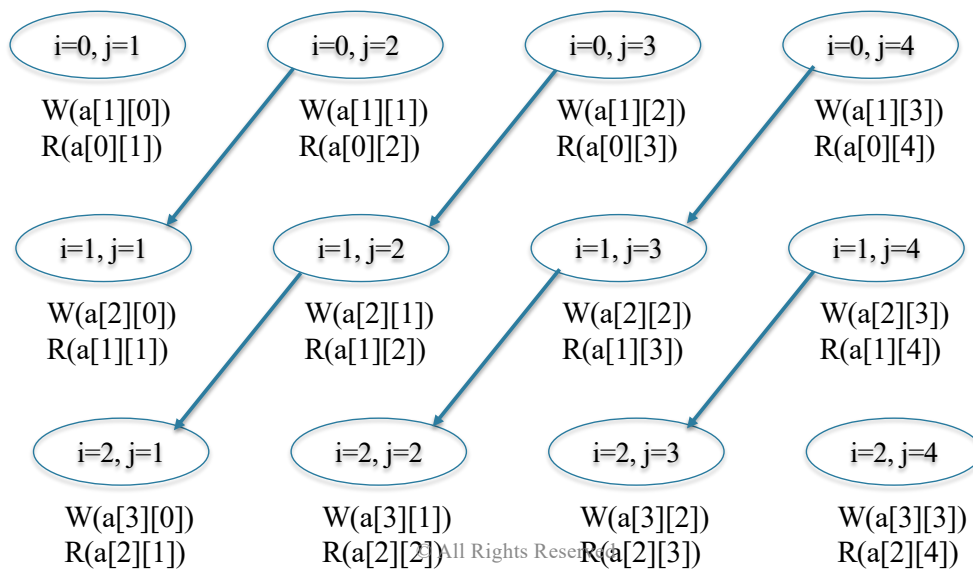 i=0, j=1
i=0, j=2
i=0, j=3
i=0, j=4
W(a[1][0])
R(a[0][1])
W(a[1][1])
R(a[0][2])
W(a[1][2])
R(a[0][3])
W(a[1][3])
R(a[0][4])
i=1, j=1
i=1, j=2
i=1, j=3
i=1, j=4
W(a[2][0])
R(a[1][1])
W(a[2][1])
R(a[1][2])
W(a[2][2])
R(a[1][3])
W(a[2][3])
R(a[1][4])
i=2, j=1
i=2, j=2
i=2, j=3
i=2, j=4
W(a[3][0])
R(a[2][1])
W(a[3][1])
R(a[2][2])
W(a[3][2])
R(a[2][3])
W(a[3][3])
R(a[2][4])
© All Rights Reserved